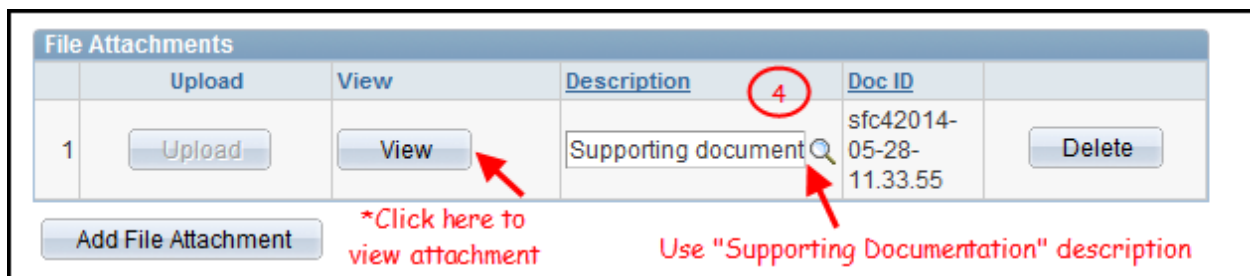 File Attachments
Upload View Description 4 Doc ID
1 Upload View Supporting document sfc42014-
05-28-
11.33.55 Delete
Add File Attachment
*Click here to
view attachment
Use "Supporting Documentation" description